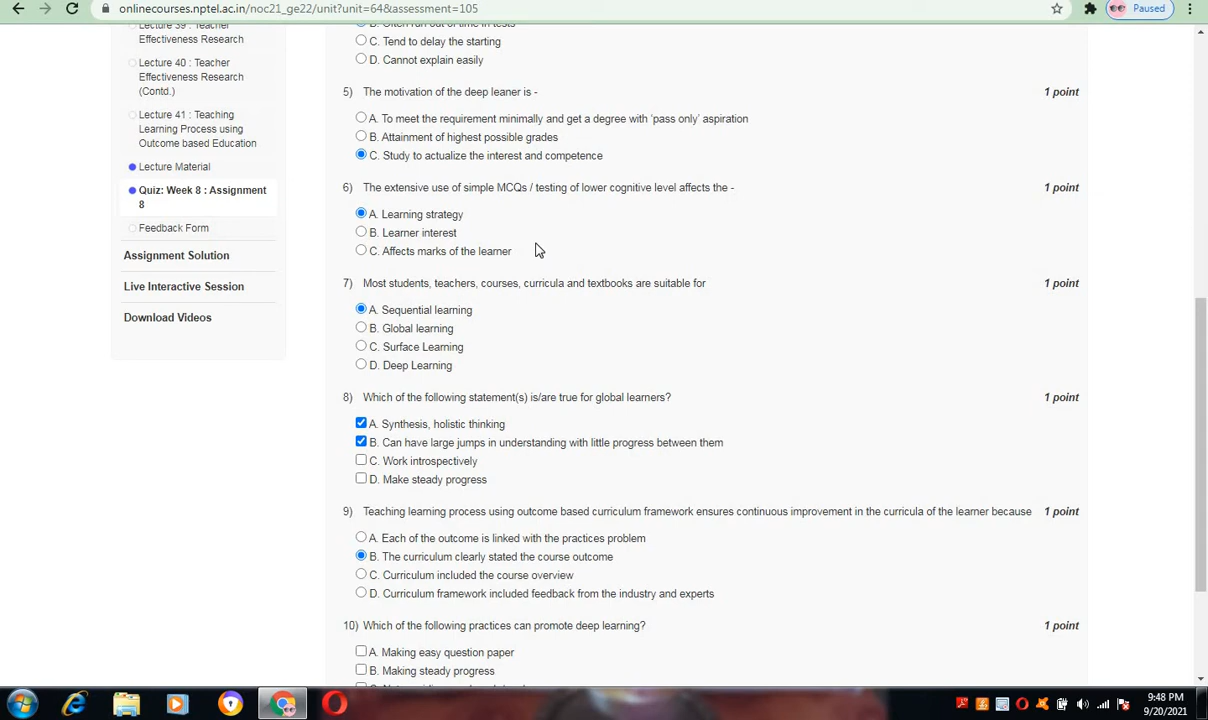 onlinecourses.nptel.ac.in/noc21_ge22/unit?unit=64&assessment=105
Paused
Lecture 39 : Teacher
Effectiveness Research
Lecture 40 : Teacher
Effectiveness Research
(Contd.)
Lecture 41 : Teaching
Learning Process using
Outcome based Education
Lecture Material
Quiz: Week 8 : Assignment
8
Feedback Form
Assignment Solution
Live Interactive Session
Download Videos
B. Often run out of time in tests
C. Tend to delay the starting
D. Cannot explain easily
5) The motivation of the deep leaner is - 1 point
A. To meet the requirement minimally and get a degree with ‘pass only’ aspiration
B. Attainment of highest possible grades
C. Study to actualize the interest and competence
6) The extensive use of simple MCQs / testing of lower cognitive level affects the - 1 point
A. Learning strategy
B. Learner interest
C. Affects marks of the learner
7) Most students, teachers, courses, curricula and textbooks are suitable for 1 point
A. Sequential learning
B. Global learning
C. Surface Learning
D. Deep Learning
8) Which of the following statement(s) is/are true for global learners? 1 point
A. Synthesis, holistic thinking
B. Can have large jumps in understanding with little progress between them
C. Work introspectively
D. Make steady progress
9) Teaching learning process using outcome based curriculum framework ensures continuous improvement in the curricula of the learner because 1 point
A. Each of the outcome is linked with the practices problem
B. The curriculum clearly stated the course outcome
C. Curriculum included the course overview
D. Curriculum framework included feedback from the industry and experts
10) Which of the following practices can promote deep learning? 1 point
A. Making easy question paper
B. Making steady progress
9:48 PM
9/20/2021